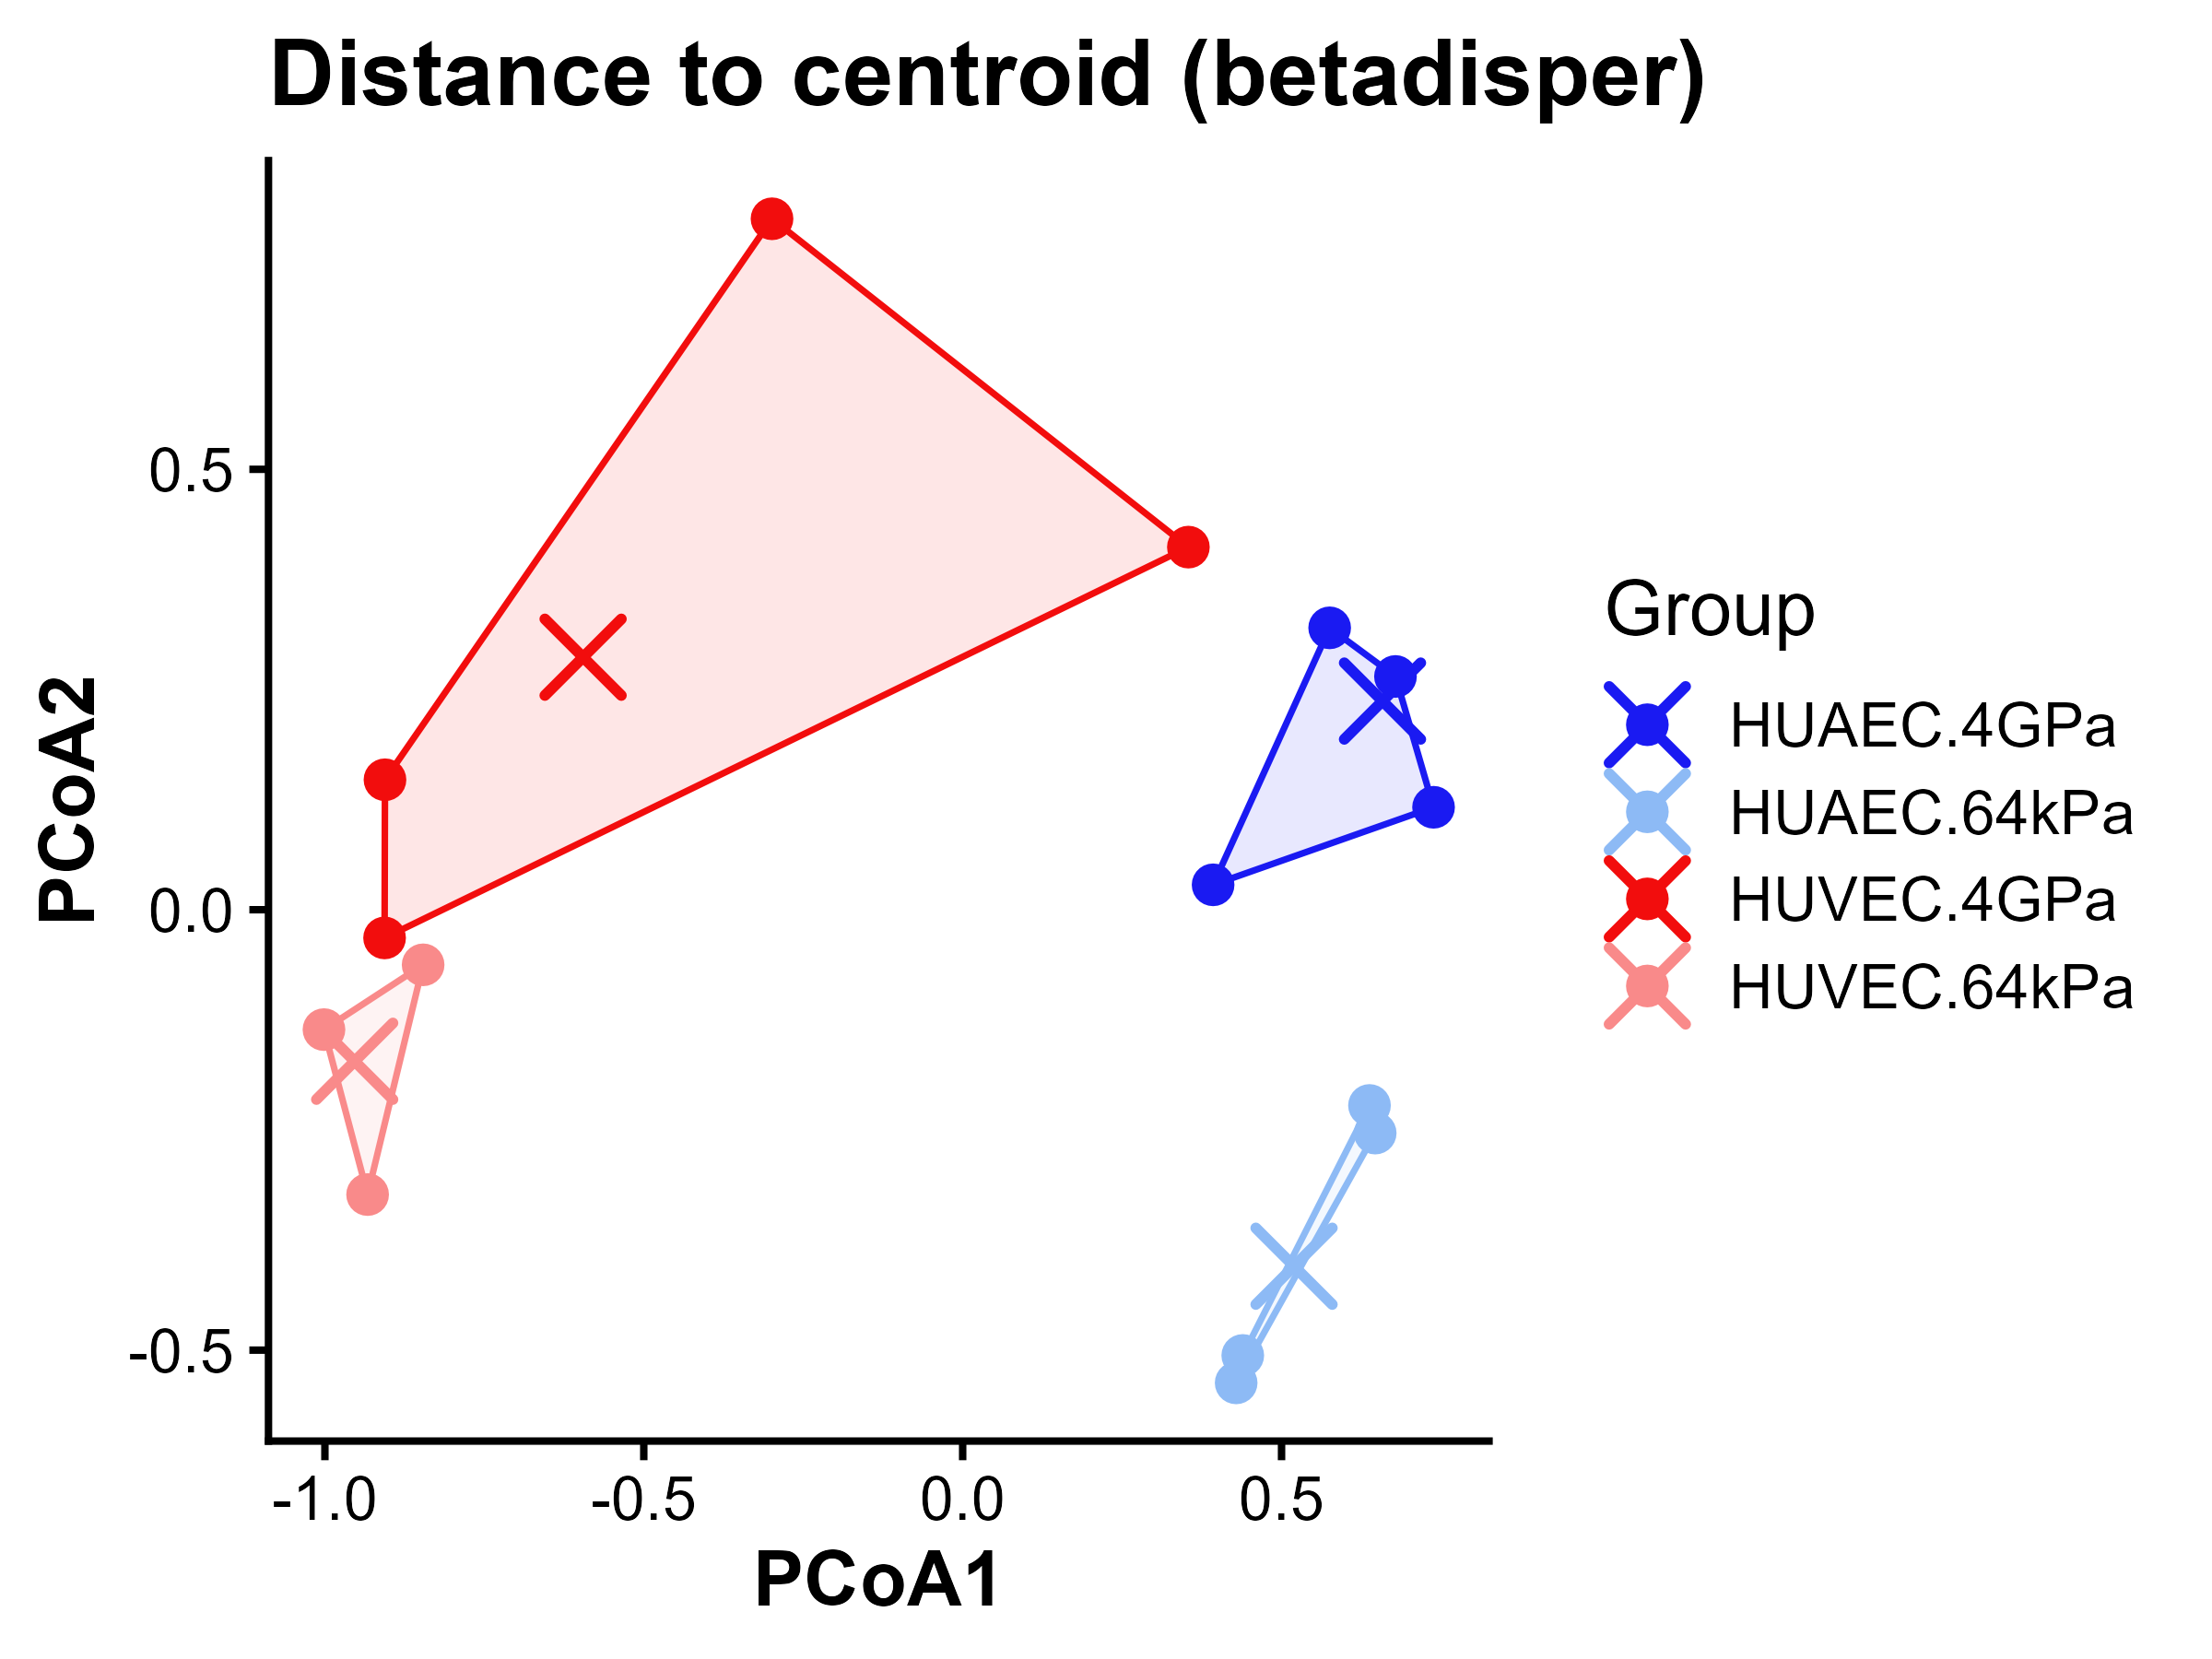 Distance to centroid (betadisper)
PCoA2
0.5
0.0
-0.5
-1.0 -0.5 0.0 0.5
PCoA1
Group
HUAEC.4GPa
HUAEC.64kPa
HUVEC.4GPa
HUVEC.64kPa